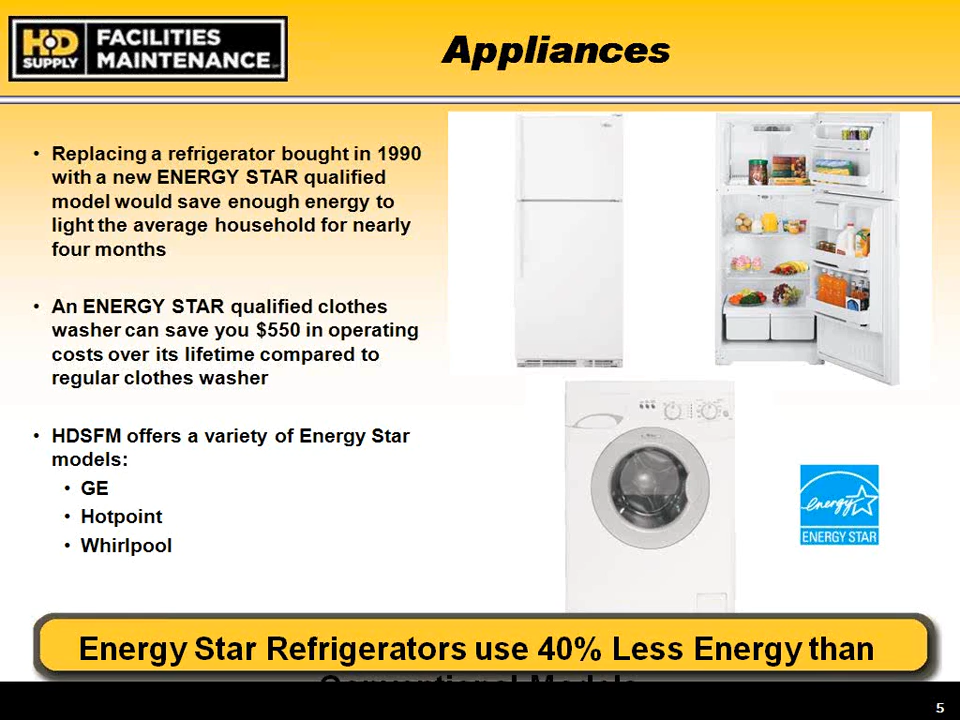 HD SUPPLY
FACILITIES
MAINTENANCE
Appliances
• Replacing a refrigerator bought in 1990
with a new ENERGY STAR qualified
model would save enough energy to
light the average household for nearly
four months
• An ENERGY STAR qualified clothes
washer can save you $550 in operating
costs over its lifetime compared to
regular clothes washer
• HDSFM offers a variety of Energy Star
models:
• GE
• Hotpoint
• Whirlpool
energy
ENERGY STAR
Energy Star Refrigerators use 40% Less Energy than
Conventional Models
5